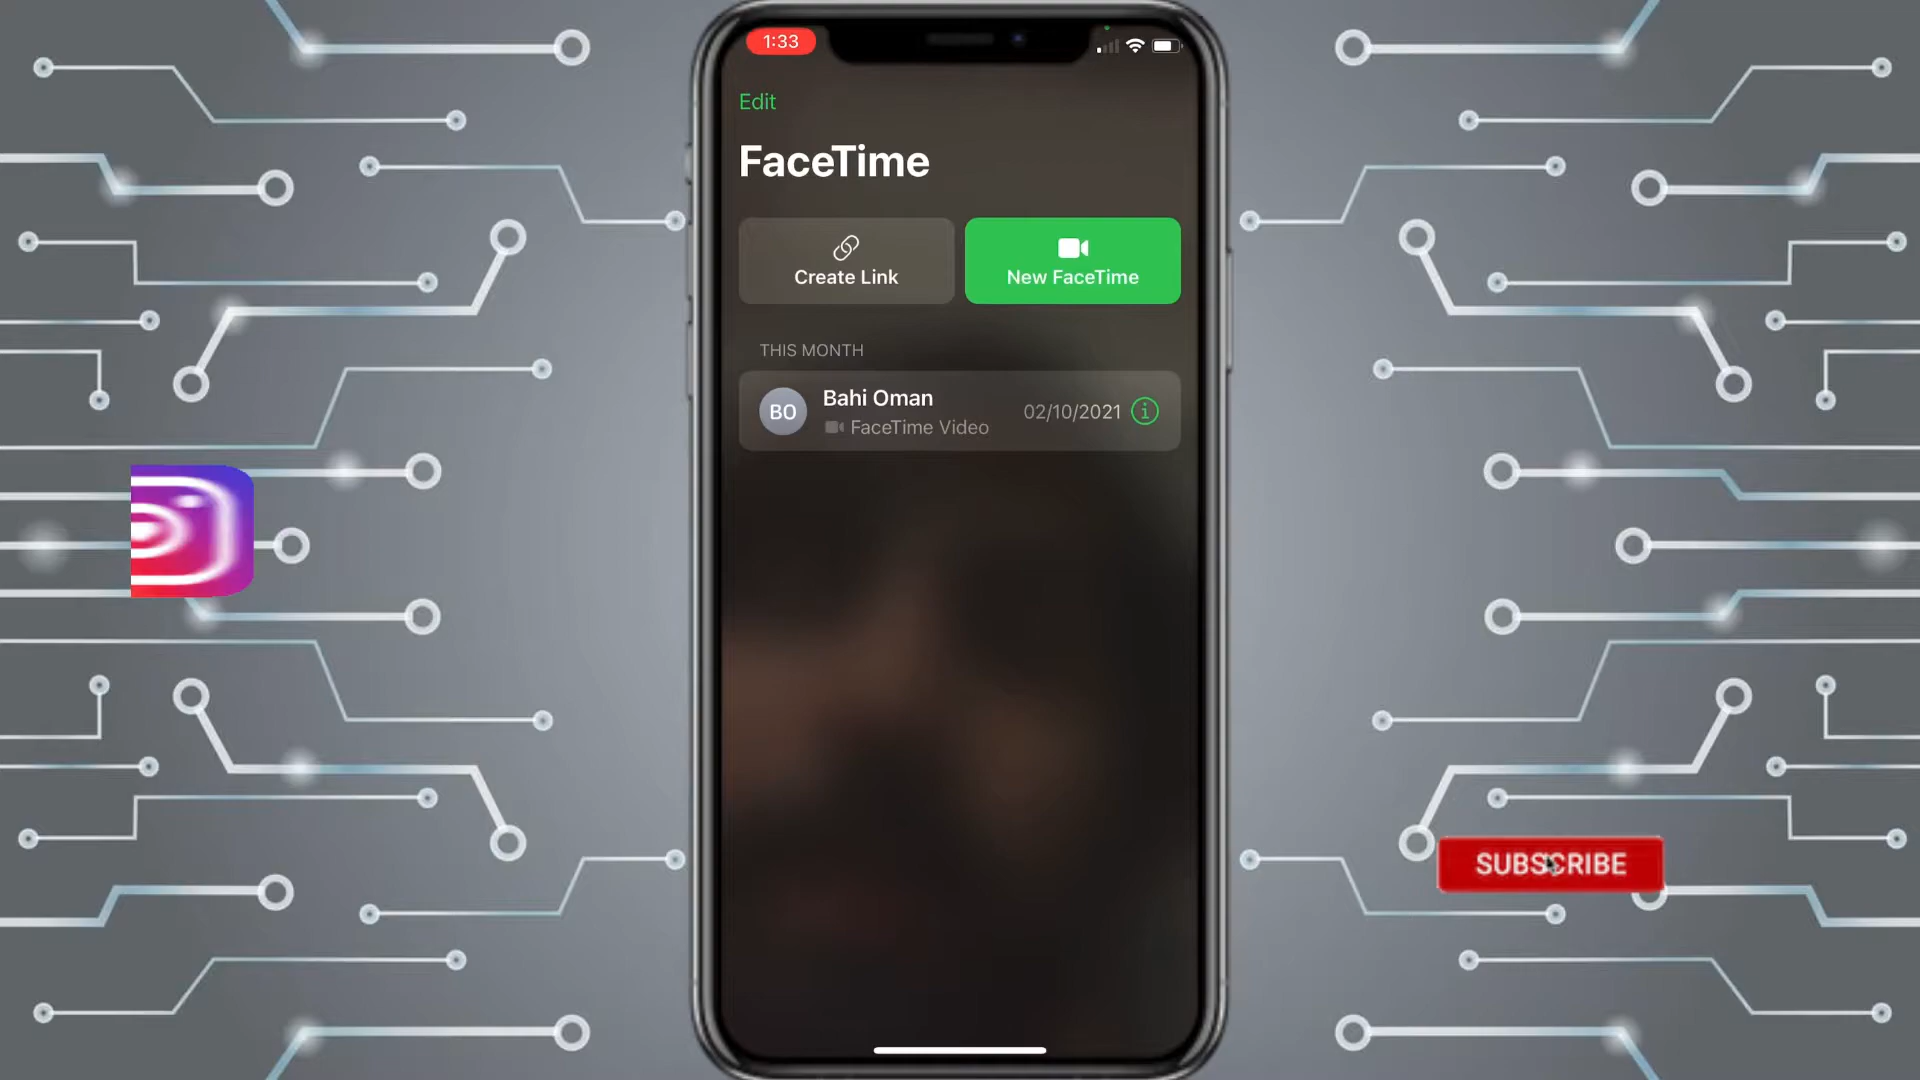 1:33
Edit
FaceTime
Create Link
New FaceTime
THIS MONTH
BO
Bahi Oman
02/10/2021
FaceTime Video
SUBSCRIBE